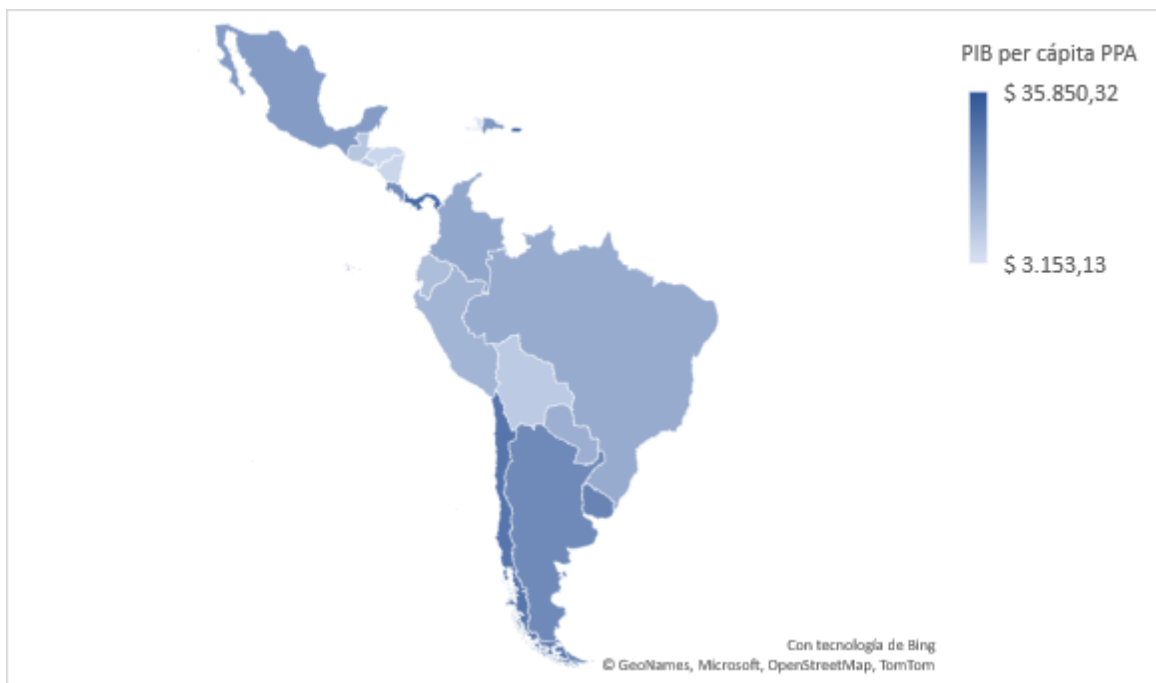 PIB per cápita PPA
$ 35.850,32
$ 3.153,13
Con tecnología de Bing
© GeoNames, Microsoft, OpenStreetMap, TomTom